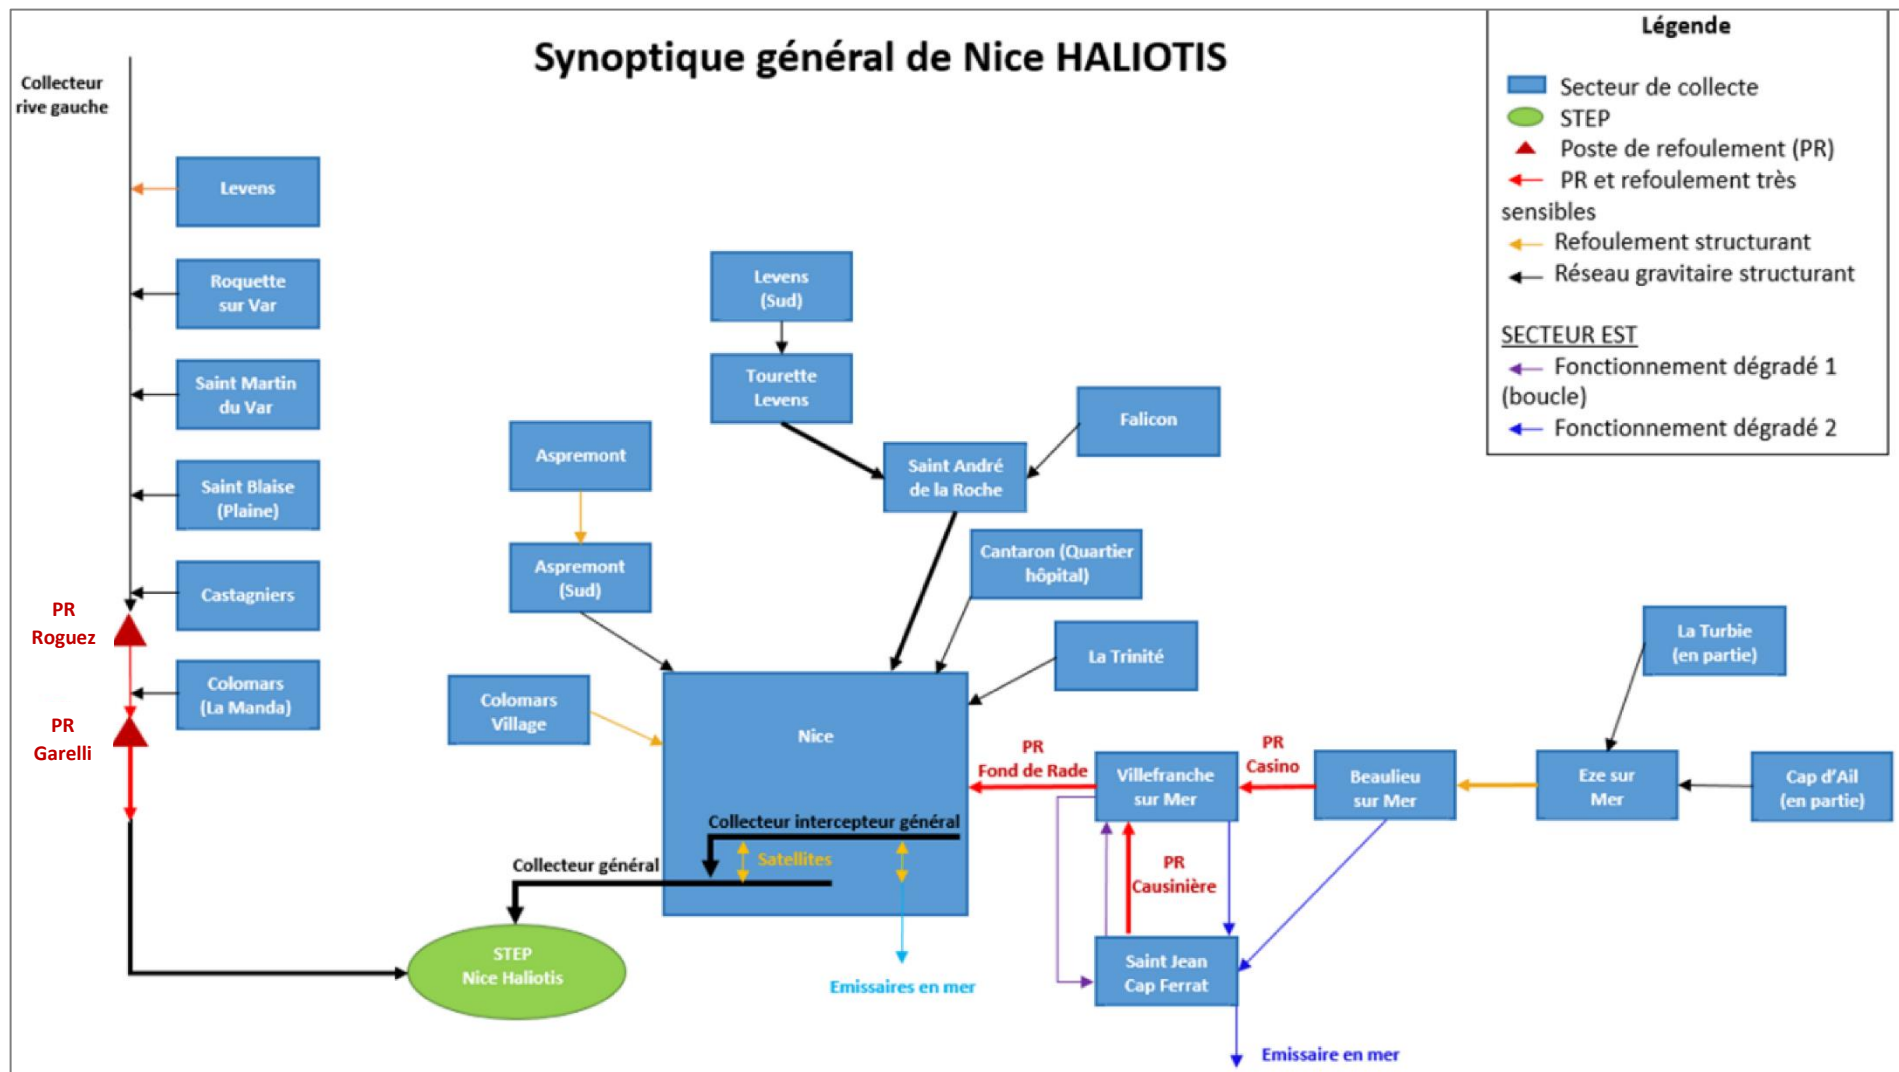 Synoptique général de Nice HALIOTIS
Légende
Secteur de collecte
STEP
Poste de refoulement (PR)
PR et refoulement très
sensibles
Refoulement structurant
Réseau gravitaire structurant
SECTEUR EST
Fonctionnement dégradé 1
(boucle)
Fonctionnement dégradé 2
Collecteur
rive gauche
Levens
Roquette
sur Var
Saint Martin
du Var
Saint Blaise
(Plaine)
Castagniers
PR
Roguez
Colomars
(La Manda)
PR
Garelli
Levens
(Sud)
Tourette
Levens
Falicon
Saint André
de la Roche
Aspremont
Aspremont
(Sud)
Cantaron (Quartier
hôpital)
La Trinité
Colomars
Village
Nice
La Turbie
(en partie)
PR
Fond de Rade
Villefranche
sur Mer
PR
Casino
Beaulieu
sur Mer
Eze sur
Mer
Cap d'Ail
(en partie)
Collecteur intercepteur général
Satellites
Collecteur général
PR
Causinière
STEP
Nice Haliotis
Emissaires en mer
Saint Jean
Cap Ferrat
Emissaire en mer